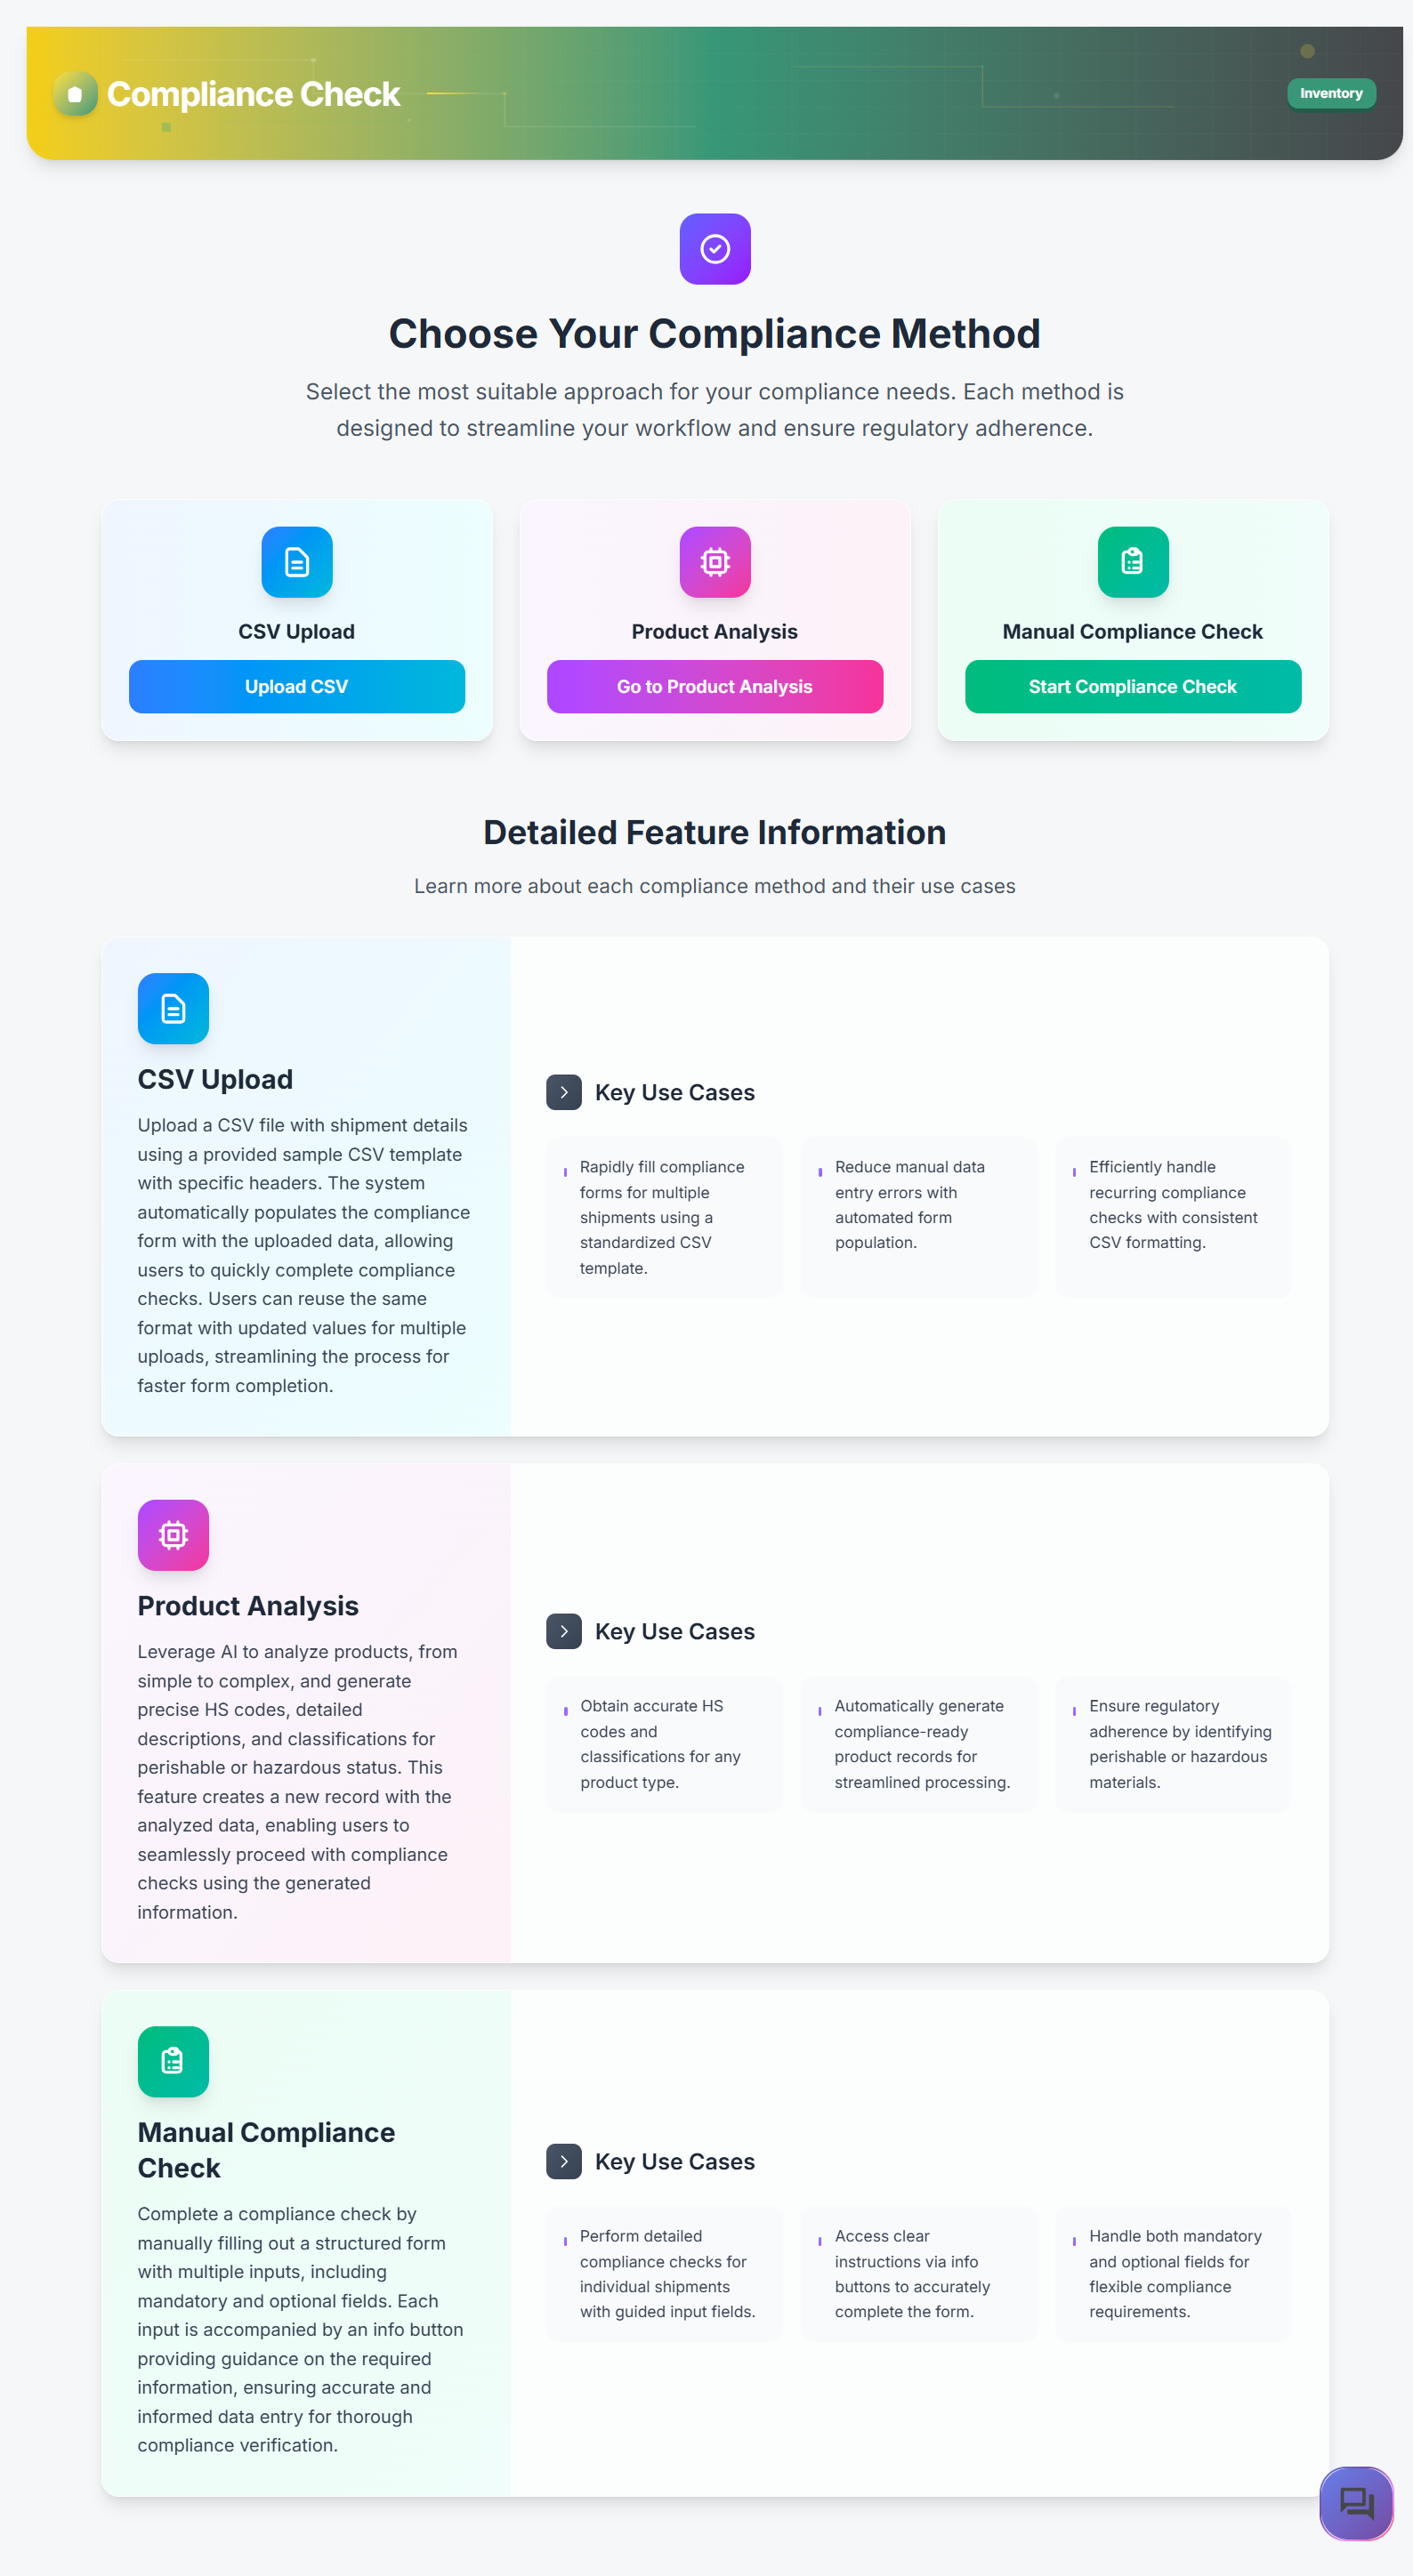 Compliance Check
Inventory
Choose Your Compliance Method
Select the most suitable approach for your compliance needs. Each method is
designed to streamline your workflow and ensure regulatory adherence.
CSV Upload
Upload CSV
Product Analysis
Go to Product Analysis
Manual Compliance Check
Start Compliance Check
Detailed Feature Information
Learn more about each compliance method and their use cases
CSV Upload
Upload a CSV file with shipment details
using a provided sample CSV template
with specific headers. The system
automatically populates the compliance
form with the uploaded data, allowing
users to quickly complete compliance
checks. Users can reuse the same
format with updated values for multiple
uploads, streamlining the process for
faster form completion.
Key Use Cases
Rapidly fill compliance
forms for multiple
shipments using a
standardized CSV
template.
Reduce manual data
entry errors with
automated form
population.
Efficiently handle
recurring compliance
checks with consistent
CSV formatting.
Product Analysis
Leverage AI to analyze products, from
simple to complex, and generate
precise HS codes, detailed
descriptions, and classifications for
perishable or hazardous status. This
feature creates a new record with the
analyzed data, enabling users to
seamlessly proceed with compliance
checks using the generated
information.
Key Use Cases
Obtain accurate HS
codes and
classifications for any
product type.
Automatically generate
compliance-ready
product records for
streamlined processing.
Ensure regulatory
adherence by identifying
perishable or hazardous
materials.
Manual Compliance
Check
Complete a compliance check by
manually filling out a structured form
with multiple inputs, including
mandatory and optional fields. Each
input is accompanied by an info button
providing guidance on the required
information, ensuring accurate and
informed data entry for thorough
compliance verification.
Key Use Cases
Perform detailed
compliance checks for
individual shipments
with guided input fields.
Access clear
instructions via info
buttons to accurately
complete the form.
Handle both mandatory
and optional fields for
flexible compliance
requirements.